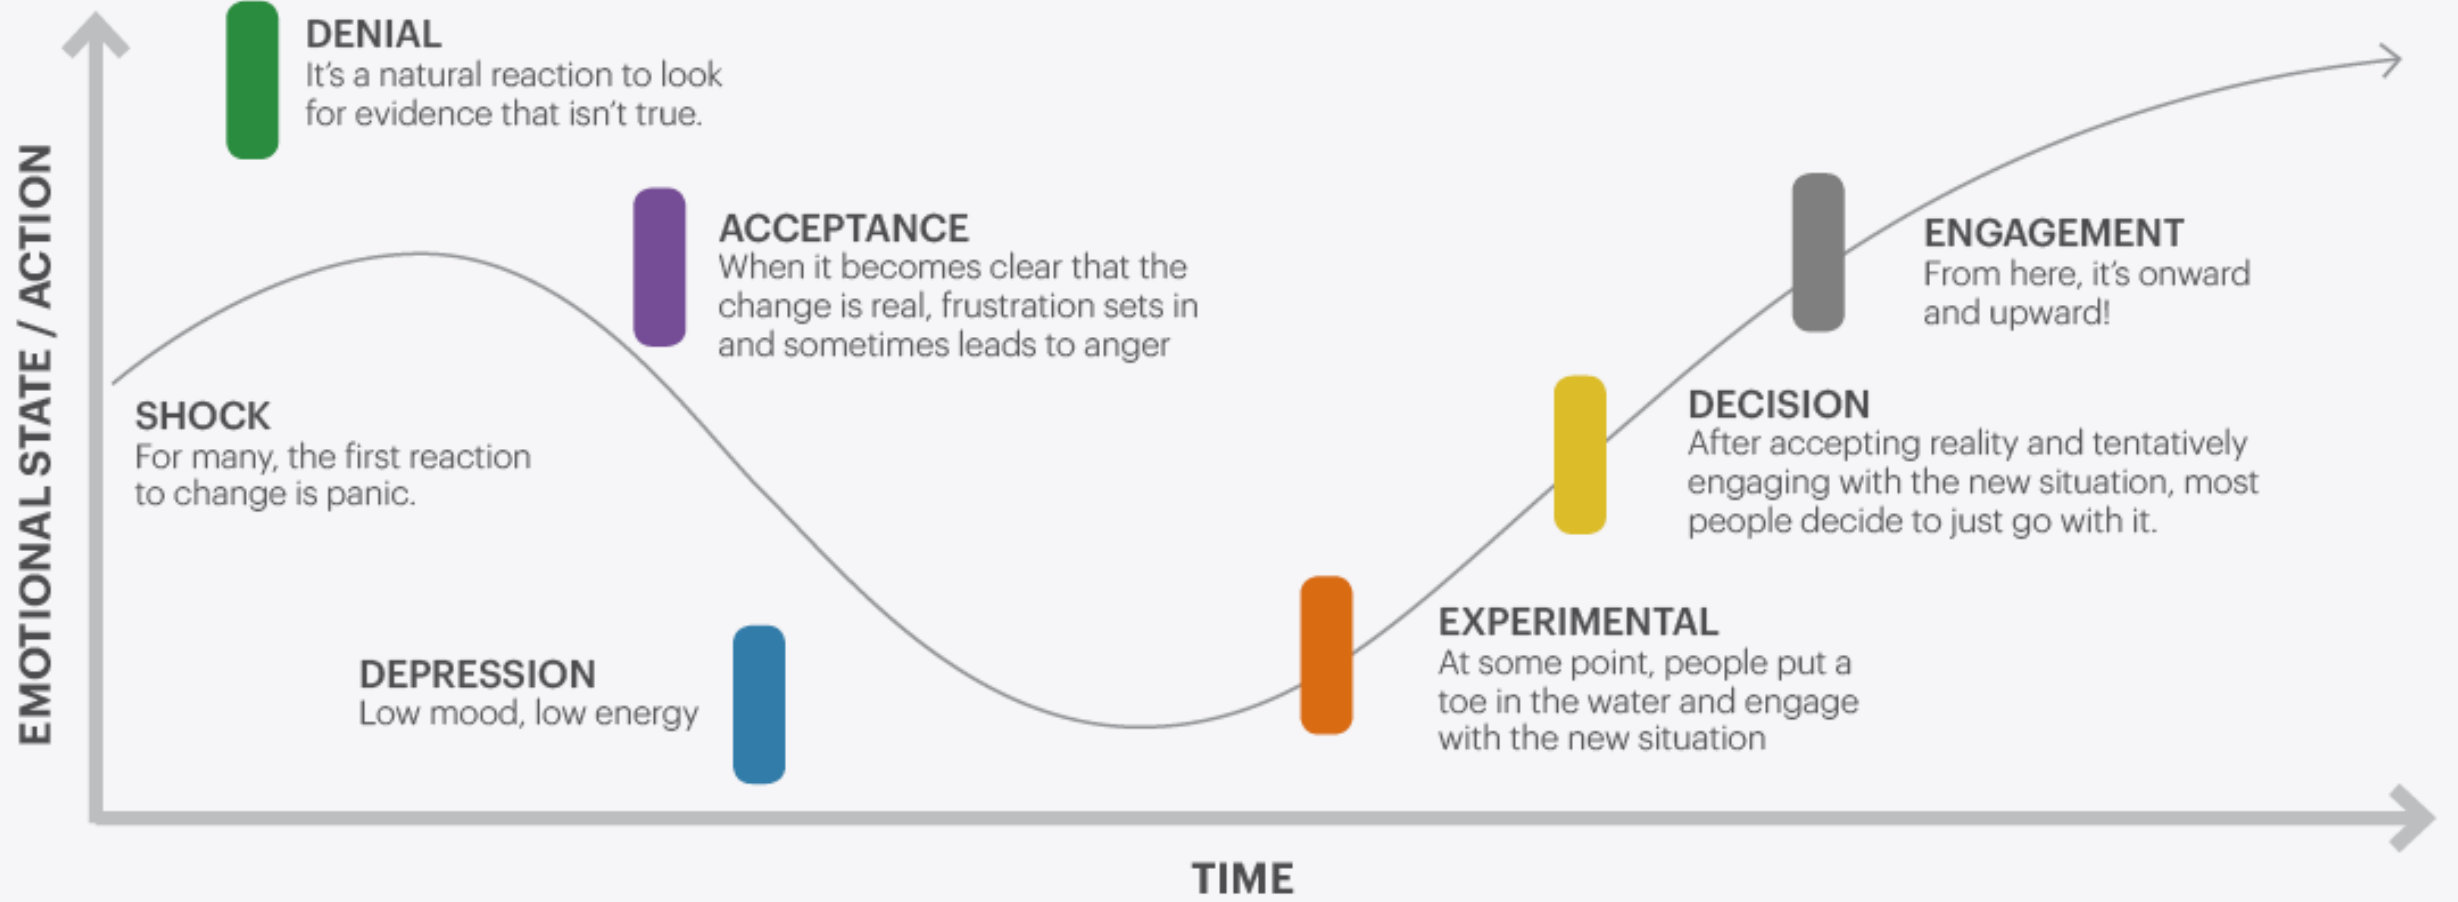 EMOTIONAL STATE / ACTION
DENIAL
It's a natural reaction to look
for evidence that isn't true.
SHOCK
For many, the first reaction
to change is panic.
ACCEPTANCE
When it becomes clear that the
change is real, frustration sets in
and sometimes leads to anger
DEPRESSION
Low mood, low energy
EXPERIMENTAL
At some point, people put a
toe in the water and engage
with the new situation
DECISION
After accepting reality and tentatively
engaging with the new situation, most
people decide to just go with it.
ENGAGEMENT
From here, it's onward
and upward!
TIME